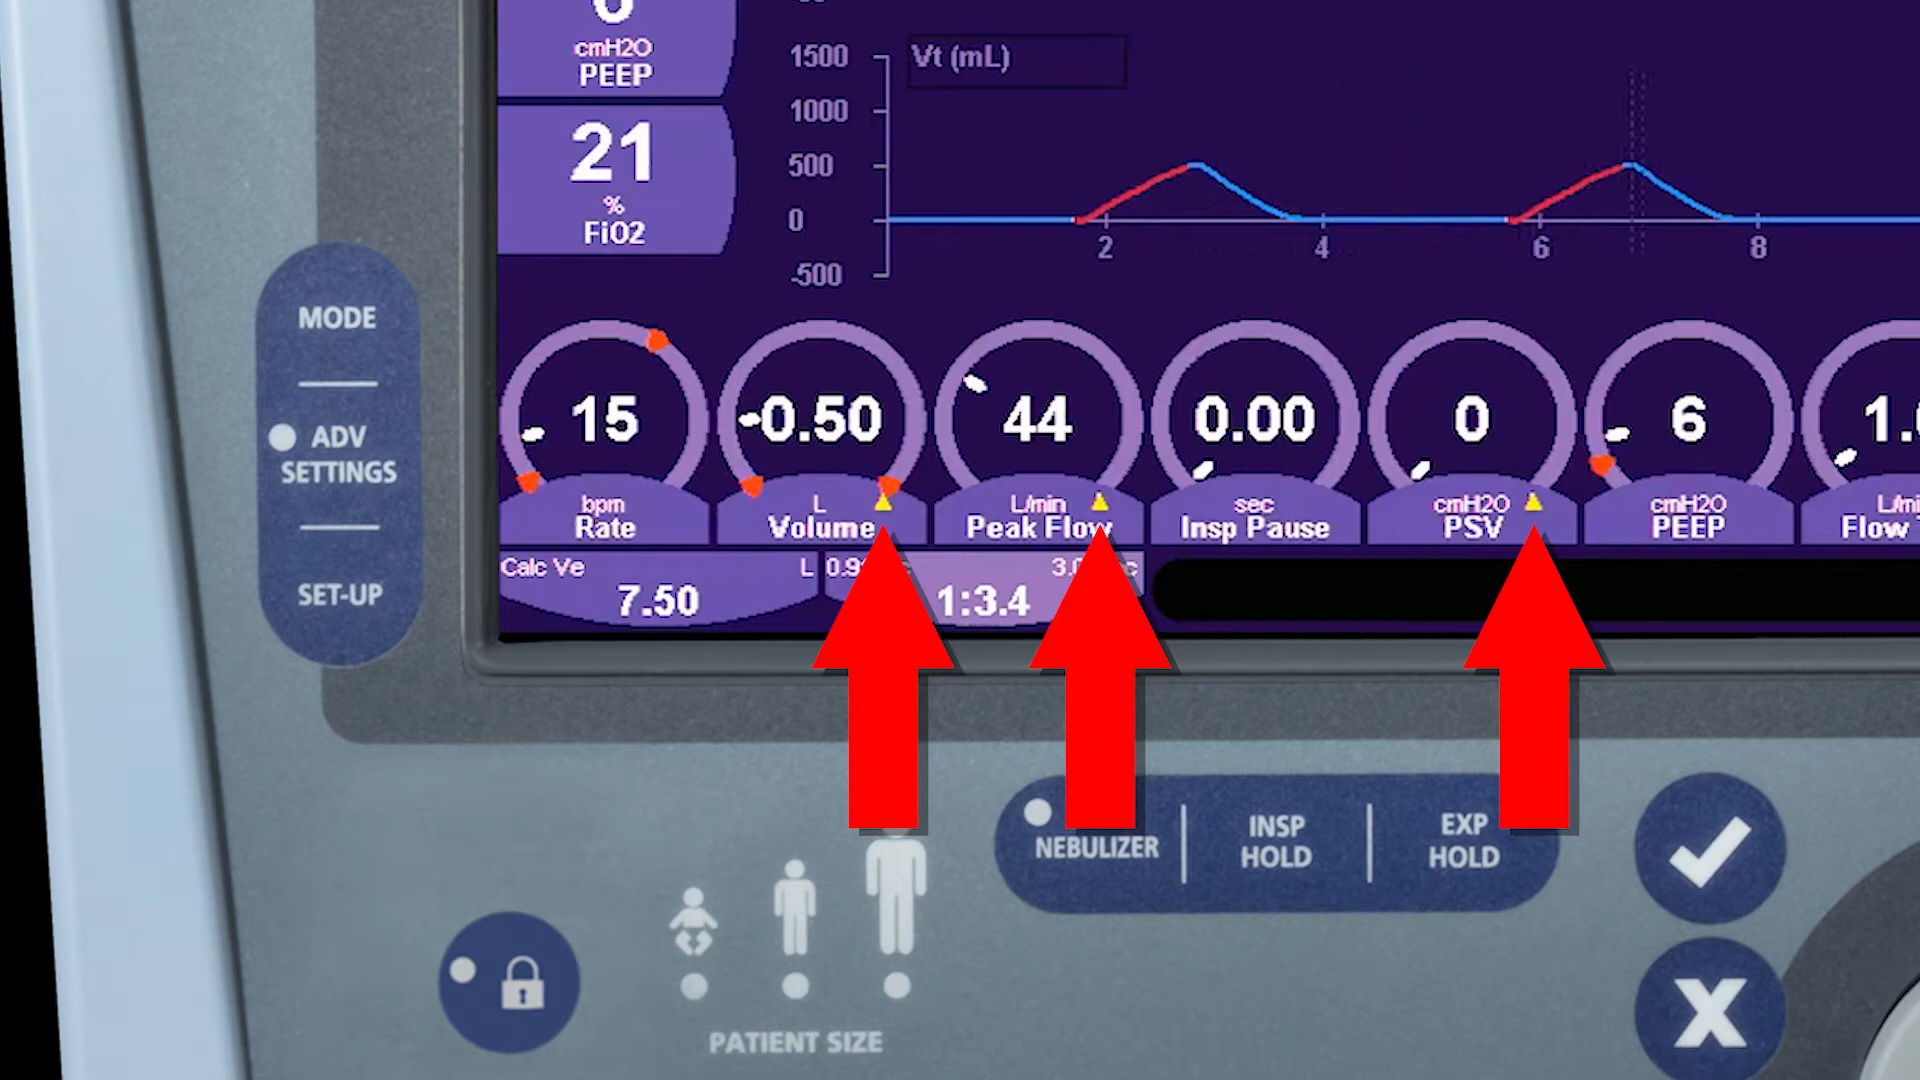 cmH2O
PEEP
21
%
FiO2
1500
1000
500
0
-500
Vt (mL)
2 4 6 8
MODE
ADV
SETTINGS
SET-UP
15
bpm
Rate
-0.50
L
Volume
44
L/min
Peak Flow
0.00
sec
Insp Pause
0
cmH2O
PSV
6
cmH2O
PEEP
Flow
Calc Ve L
7.50
1:3.4
NEBULIZER
INSP
HOLD
EXP
HOLD
PATIENT SIZE